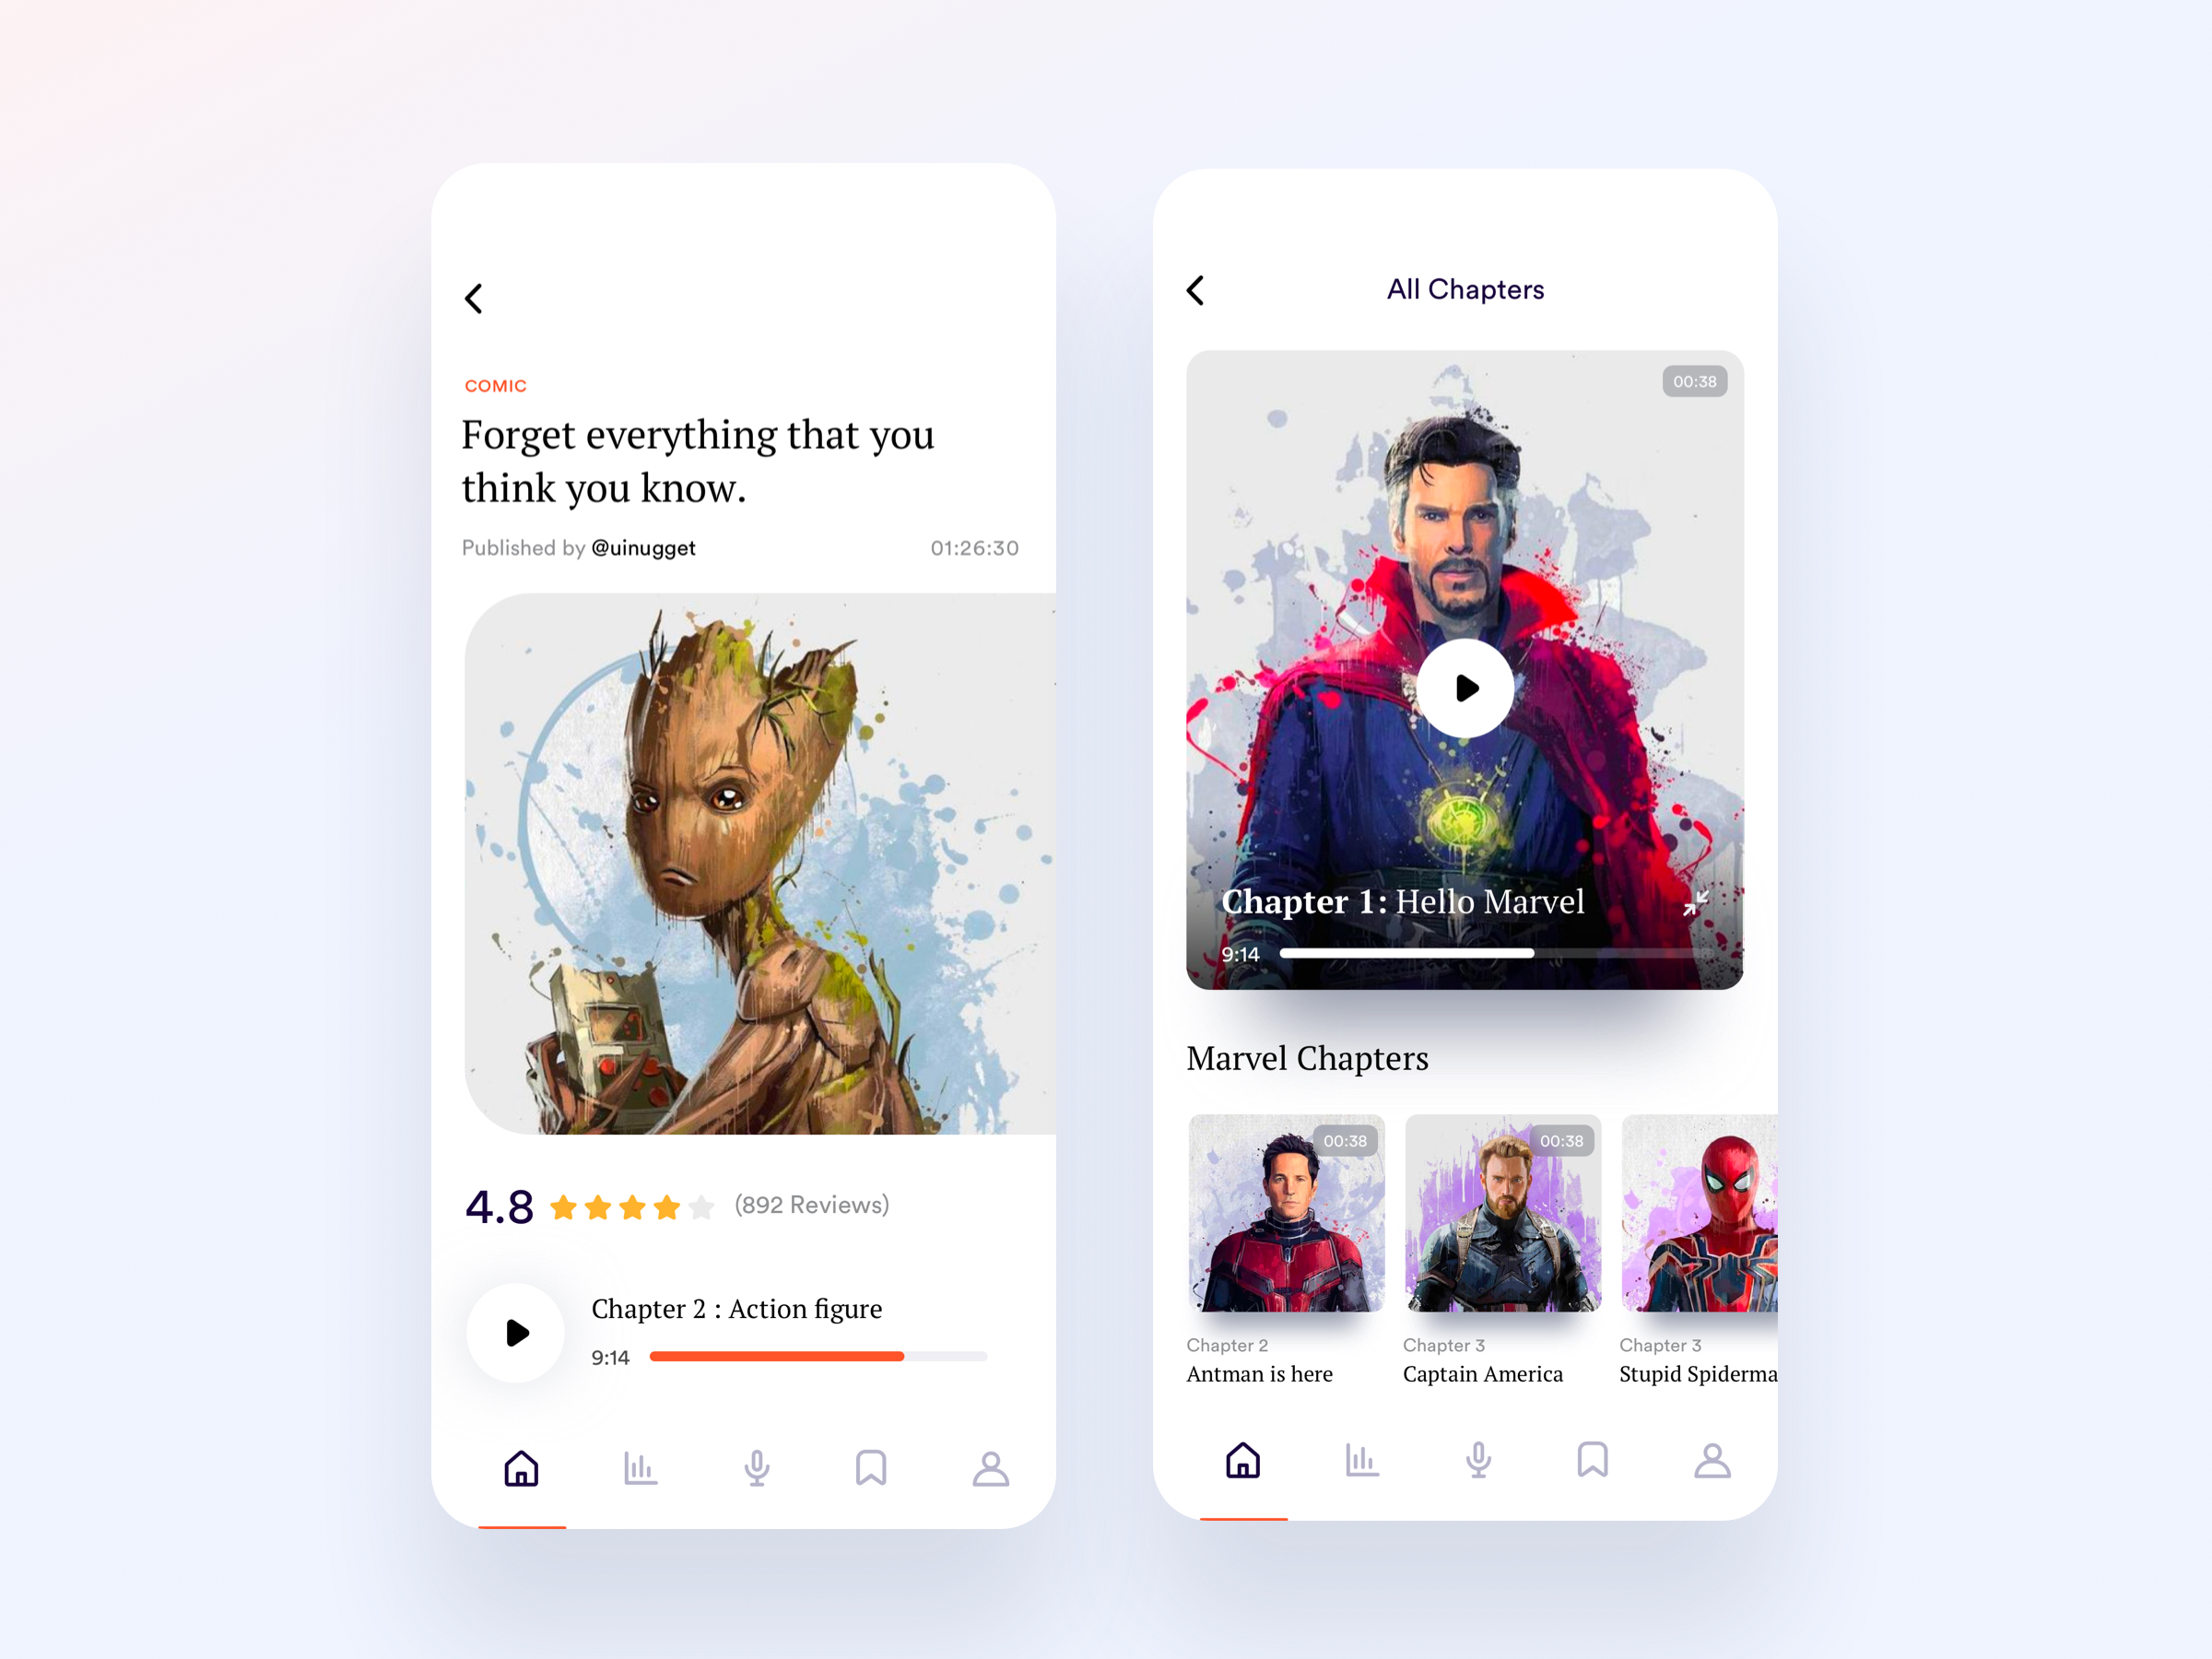 COMIC
Forget everything that you
think you know.
Published by @uinugget
01:26:30
4.8
(892 Reviews)
Chapter 2 : Action figure
9:14
All Chapters
00:38
Chapter 1: Hello Marvel
9:14
Marvel Chapters
00:38
00:38
Chapter 2
Antman is here
Chapter 3
Captain America
Chapter 3
Stupid Spiderma